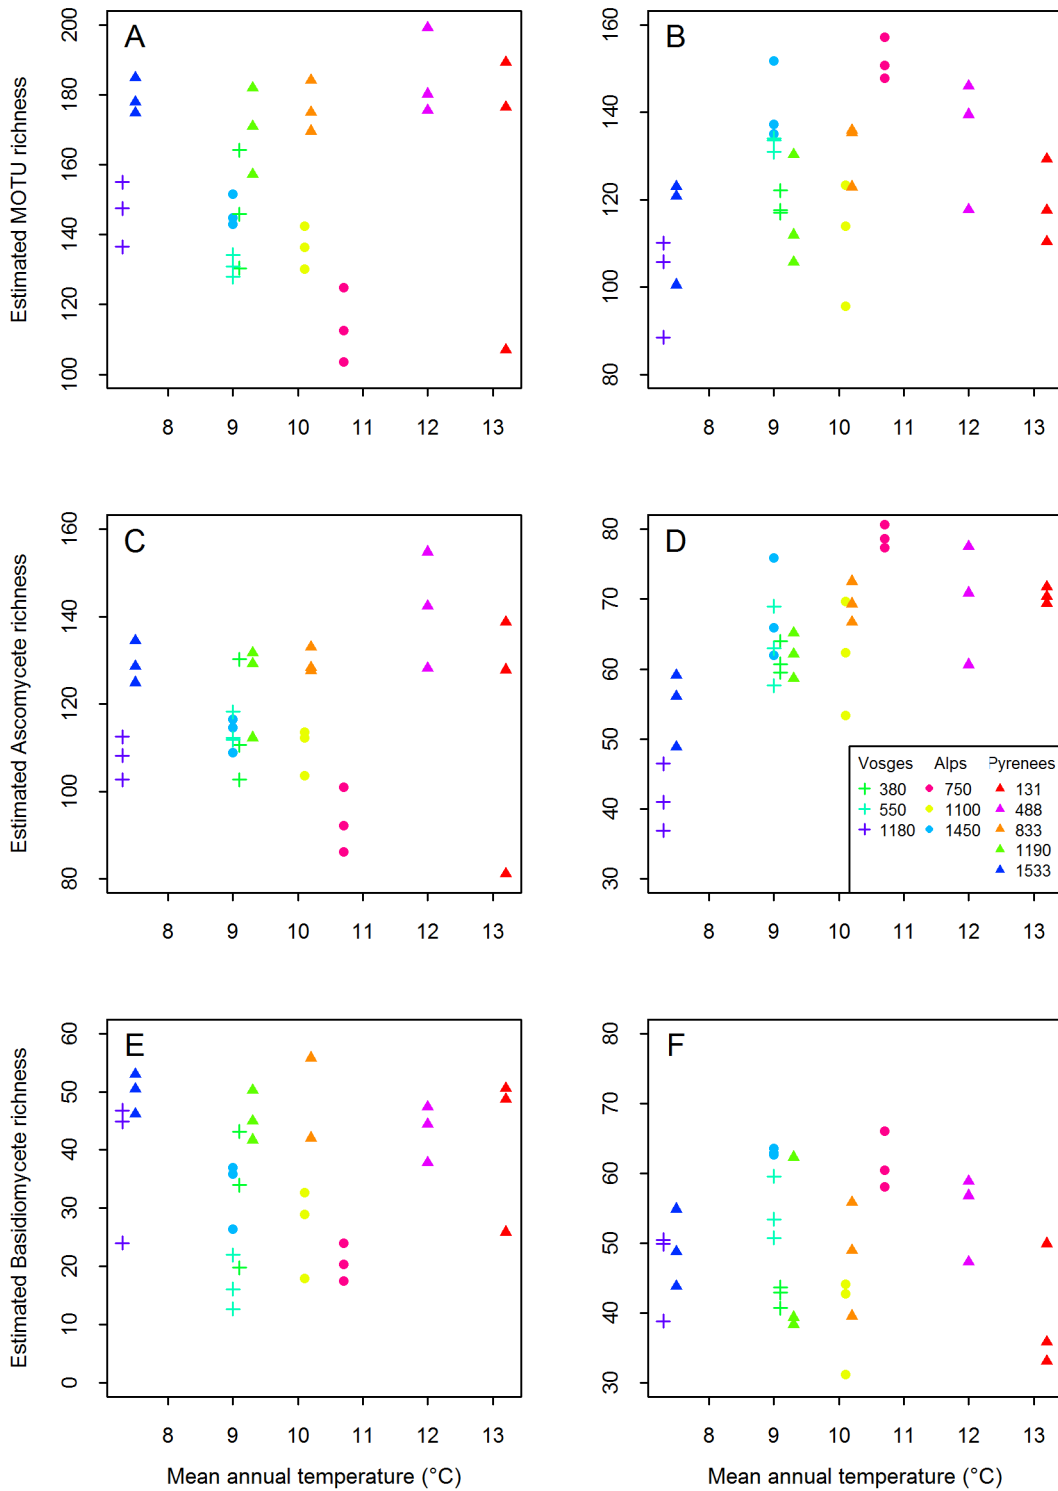 A
B
Estimated MOTU richness
200
180
160
140
120
100
8 9 10 11 12 13
160
140
120
100
80
8 9 10 11 12 13
C
D
Estimated Ascomycete richness
160
140
120
100
80
8 9 10 11 12 13
80
70
60
50
40
30
8 9 10 11 12 13
Vosges Alps Pyrenees
380 750 131
550 1100 488
1180 1450 833
1190
1533
E
F
Estimated Basidiomycete richness
60
50
40
30
20
10
0
8 9 10 11 12 13
Mean annual temperature (°C)
80
70
60
50
40
30
8 9 10 11 12 13
Mean annual temperature (°C)